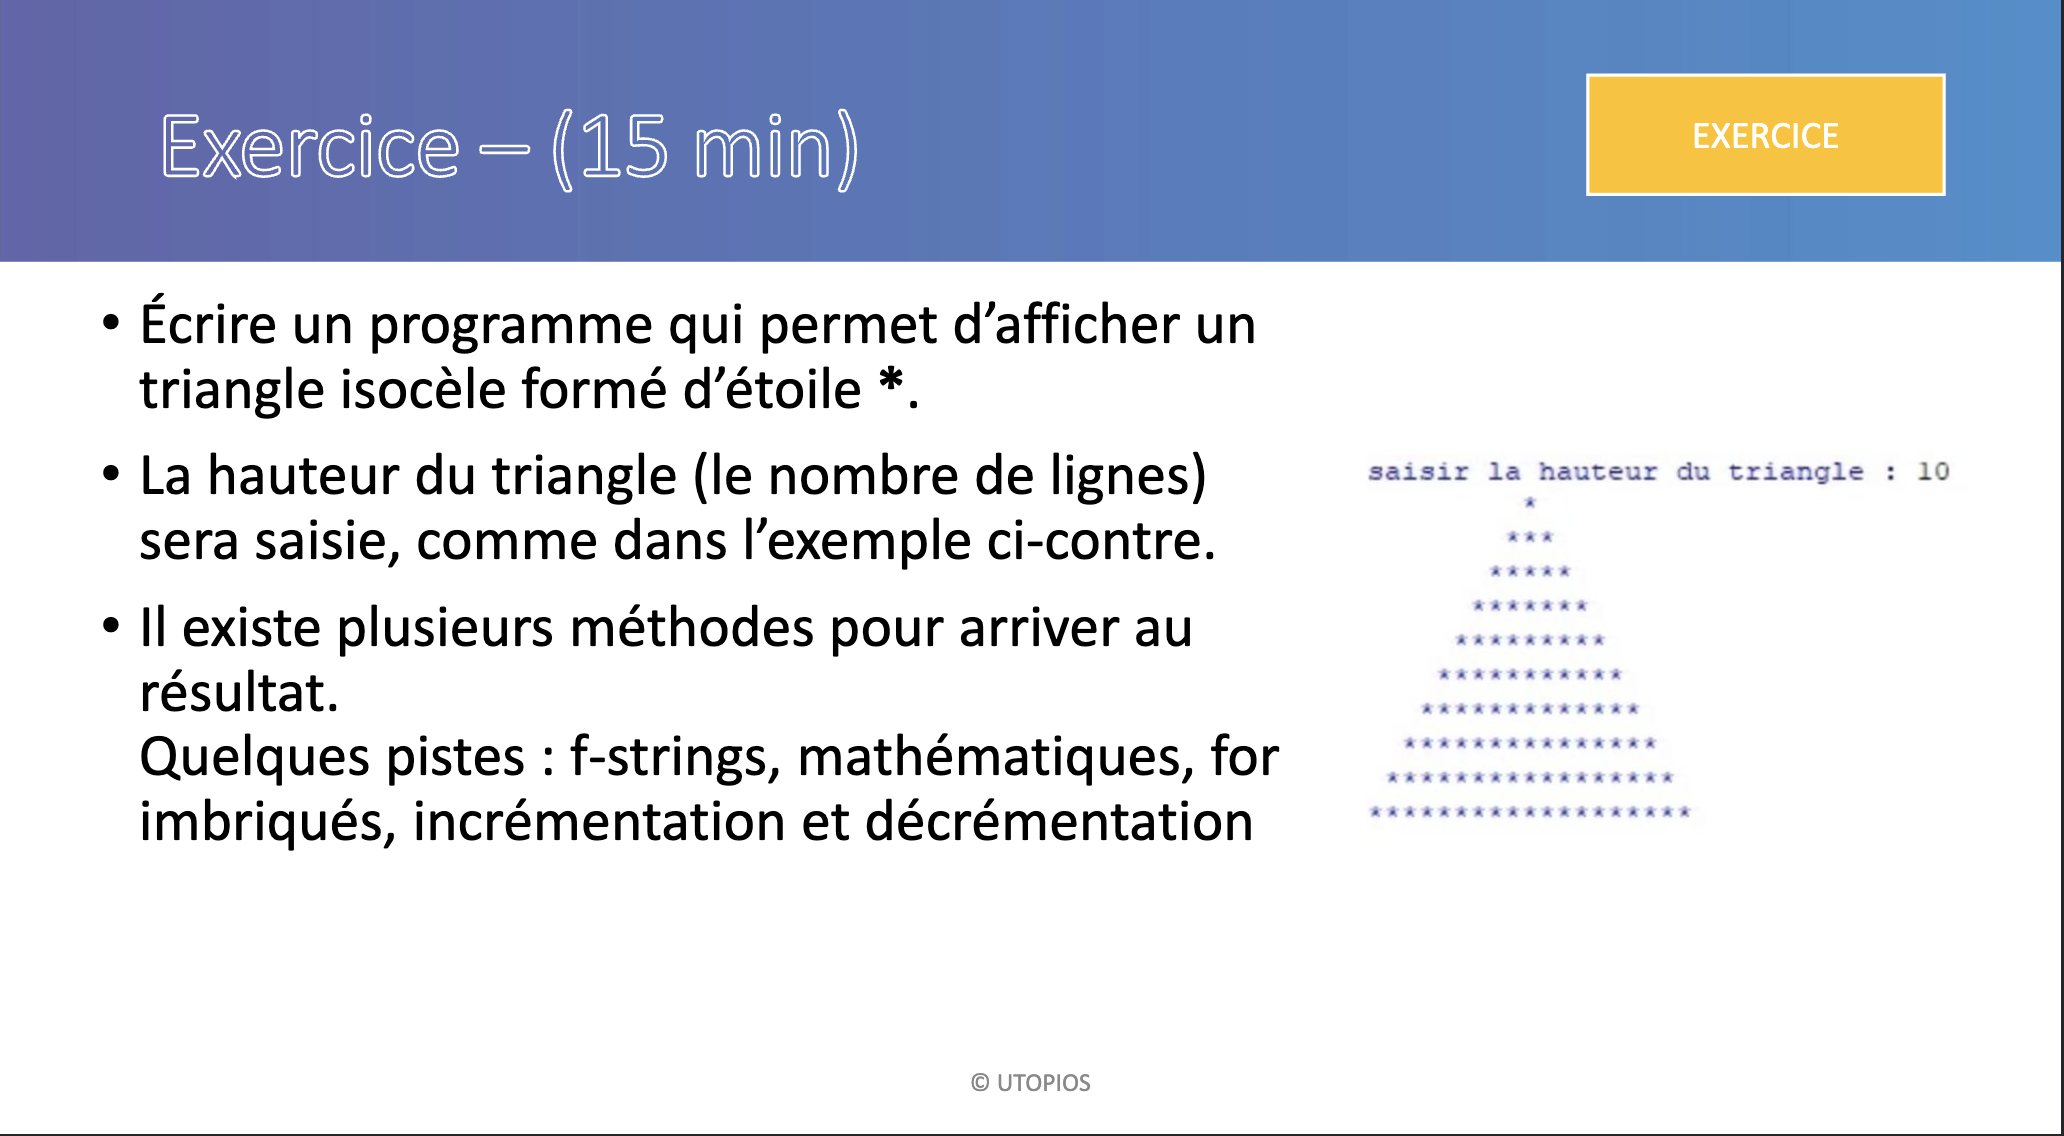 Exercice – (15 min)
EXERCICE
• Écrire un programme qui permet d’afficher un
triangle isocèle formé d’étoile *.
• La hauteur du triangle (le nombre de lignes)
sera saisie, comme dans l’exemple ci-contre.
• Il existe plusieurs méthodes pour arriver au
résultat.
Quelques pistes : f-strings, mathématiques, for
imbriqués, incrémentation et décrémentation
saisir la hauteur du triangle : 10
         *
        ***
       *****
      *******
     *********
    ***********
   *************
  ***************
 *****************
*******************
© UTOPIOS